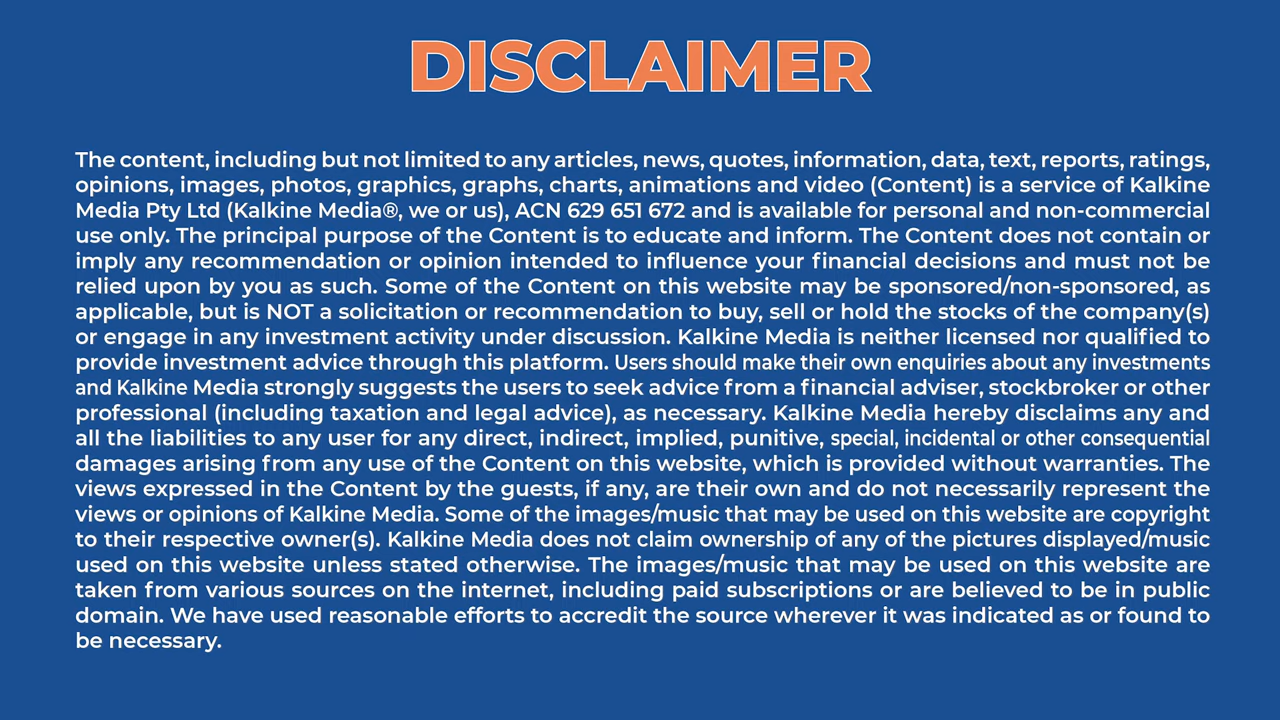 DISCLAIMER
The content, including but not limited to any articles, news, quotes, information, data, text, reports, ratings,
opinions, images, photos, graphics, graphs, charts, animations and video (Content) is a service of Kalkine
Media Pty Ltd (Kalkine Media®, we or us), ACN 629 651 672 and is available for personal and non-commercial
use only. The principal purpose of the Content is to educate and inform. The Content does not contain or
imply any recommendation or opinion intended to influence your financial decisions and must not be
relied upon by you as such. Some of the Content on this website may be sponsored/non-sponsored, as
applicable, but is NOT a solicitation or recommendation to buy, sell or hold the stocks of the company(s)
or engage in any investment activity under discussion. Kalkine Media is neither licensed nor qualified to
provide investment advice through this platform. Users should make their own enquiries about any investments
and Kalkine Media strongly suggests the users to seek advice from a financial adviser, stockbroker or other
professional (including taxation and legal advice), as necessary. Kalkine Media hereby disclaims any and
all the liabilities to any user for any direct, indirect, implied, punitive, special, incidental or other consequential
damages arising from any use of the Content on this website, which is provided without warranties. The
views expressed in the Content by the guests, if any, are their own and do not necessarily represent the
views or opinions of Kalkine Media. Some of the images/music that may be used on this website are copyright
to their respective owner(s). Kalkine Media does not claim ownership of any of the pictures displayed/music
used on this website unless stated otherwise. The images/music that may be used on this website are
taken from various sources on the internet, including paid subscriptions or are believed to be in public
domain. We have used reasonable efforts to accredit the source wherever it was indicated as or found to
be necessary.